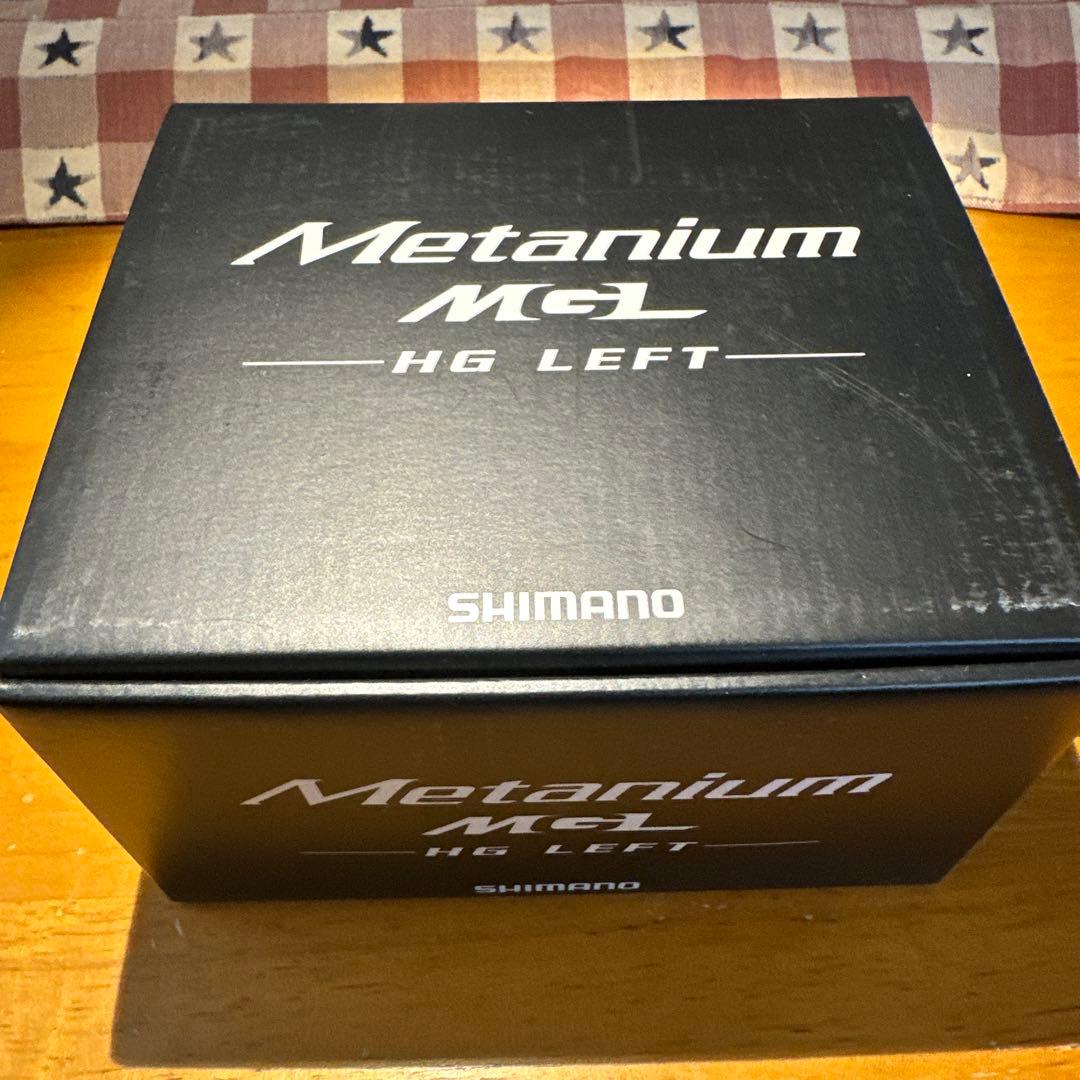 Metanium
MGL
HG LEFT
SHIMANO
Metanium
MGL
HG LEFT
SHIMANO